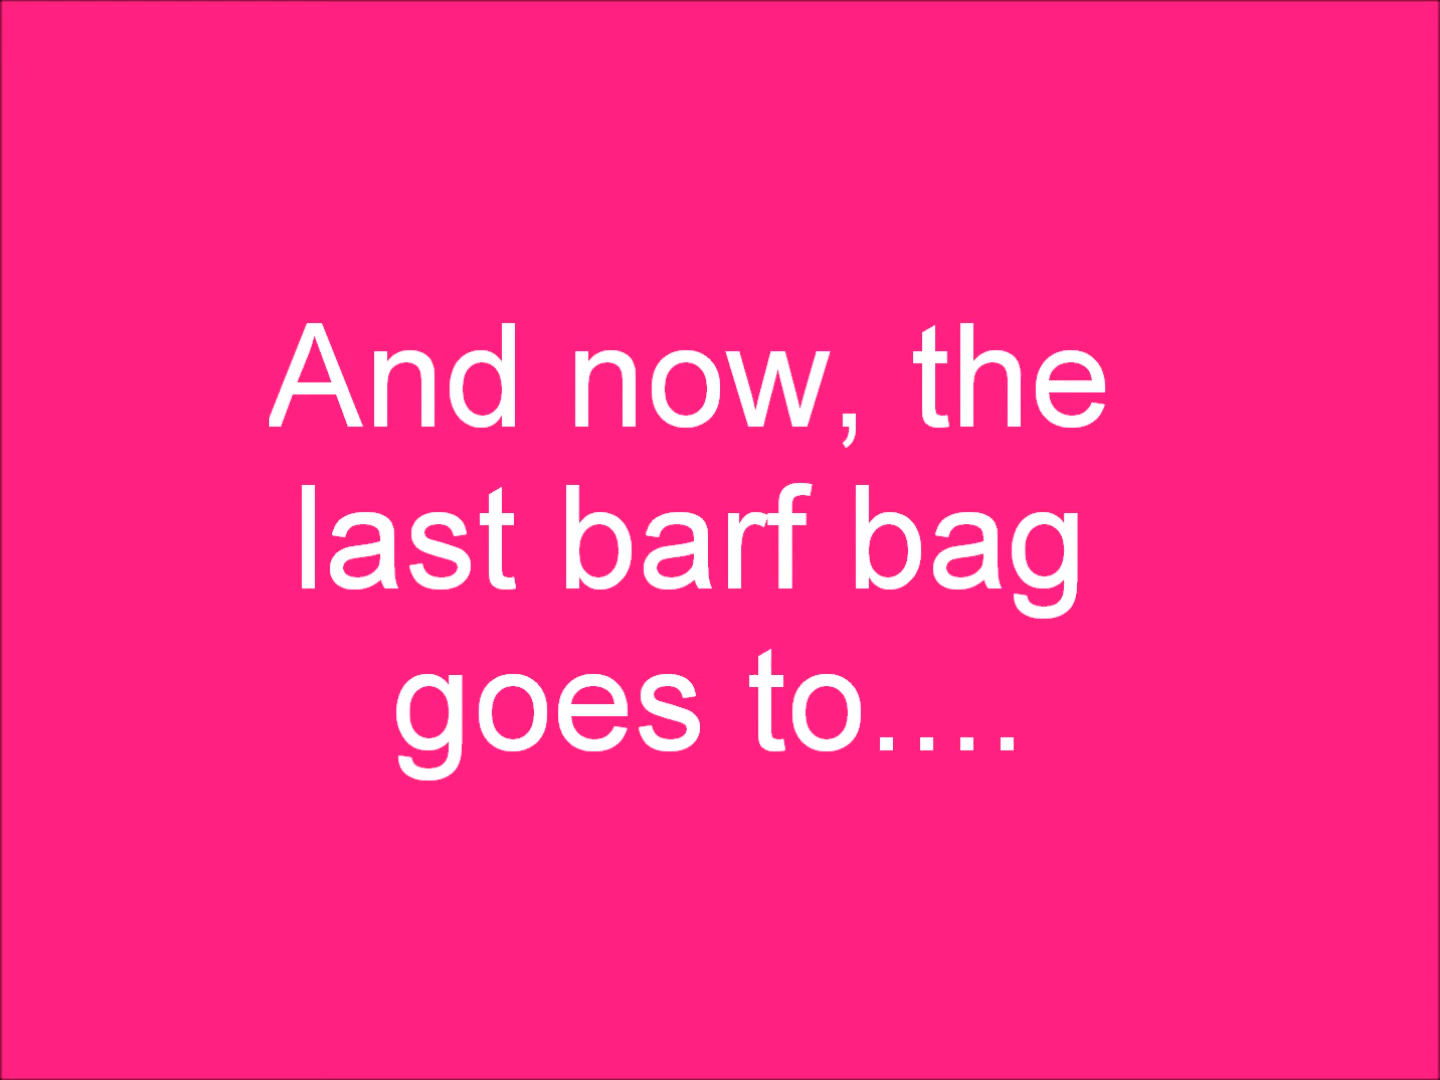 And now, the
last barf bag
goes to....